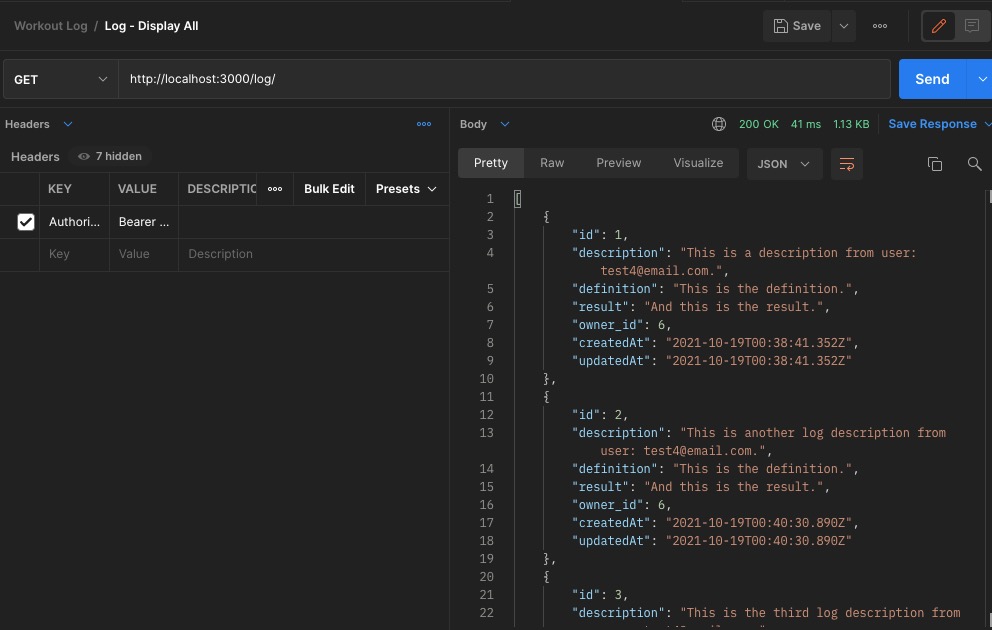 Workout Log / Log - Display All
Save
GET
http://localhost:3000/log/
Send
Headers
Body
200 OK 41 ms 1.13 KB
Save Response
Headers 7 hidden
Pretty Raw Preview Visualize JSON
KEY VALUE DESCRIPTIC Bulk Edit Presets
Authori... Bearer ...
Key Value Description
1 [
2 {
3 "id": 1,
4 "description": "This is a description from user:
test4@email.com.",
5 "definition": "This is the definition.",
6 "result": "And this is the result.",
7 "owner_id": 6,
8 "createdAt": "2021-10-19T00:38:41.352Z",
9 "updatedAt": "2021-10-19T00:38:41.352Z"
10 },
11 {
12 "id": 2,
13 "description": "This is another log description from
user: test4@email.com.",
14 "definition": "This is the definition.",
15 "result": "And this is the result.",
16 "owner_id": 6,
17 "createdAt": "2021-10-19T00:40:30.890Z",
18 "updatedAt": "2021-10-19T00:40:30.890Z"
19 },
20 {
21 "id": 3,
22 "description": "This is the third log description from